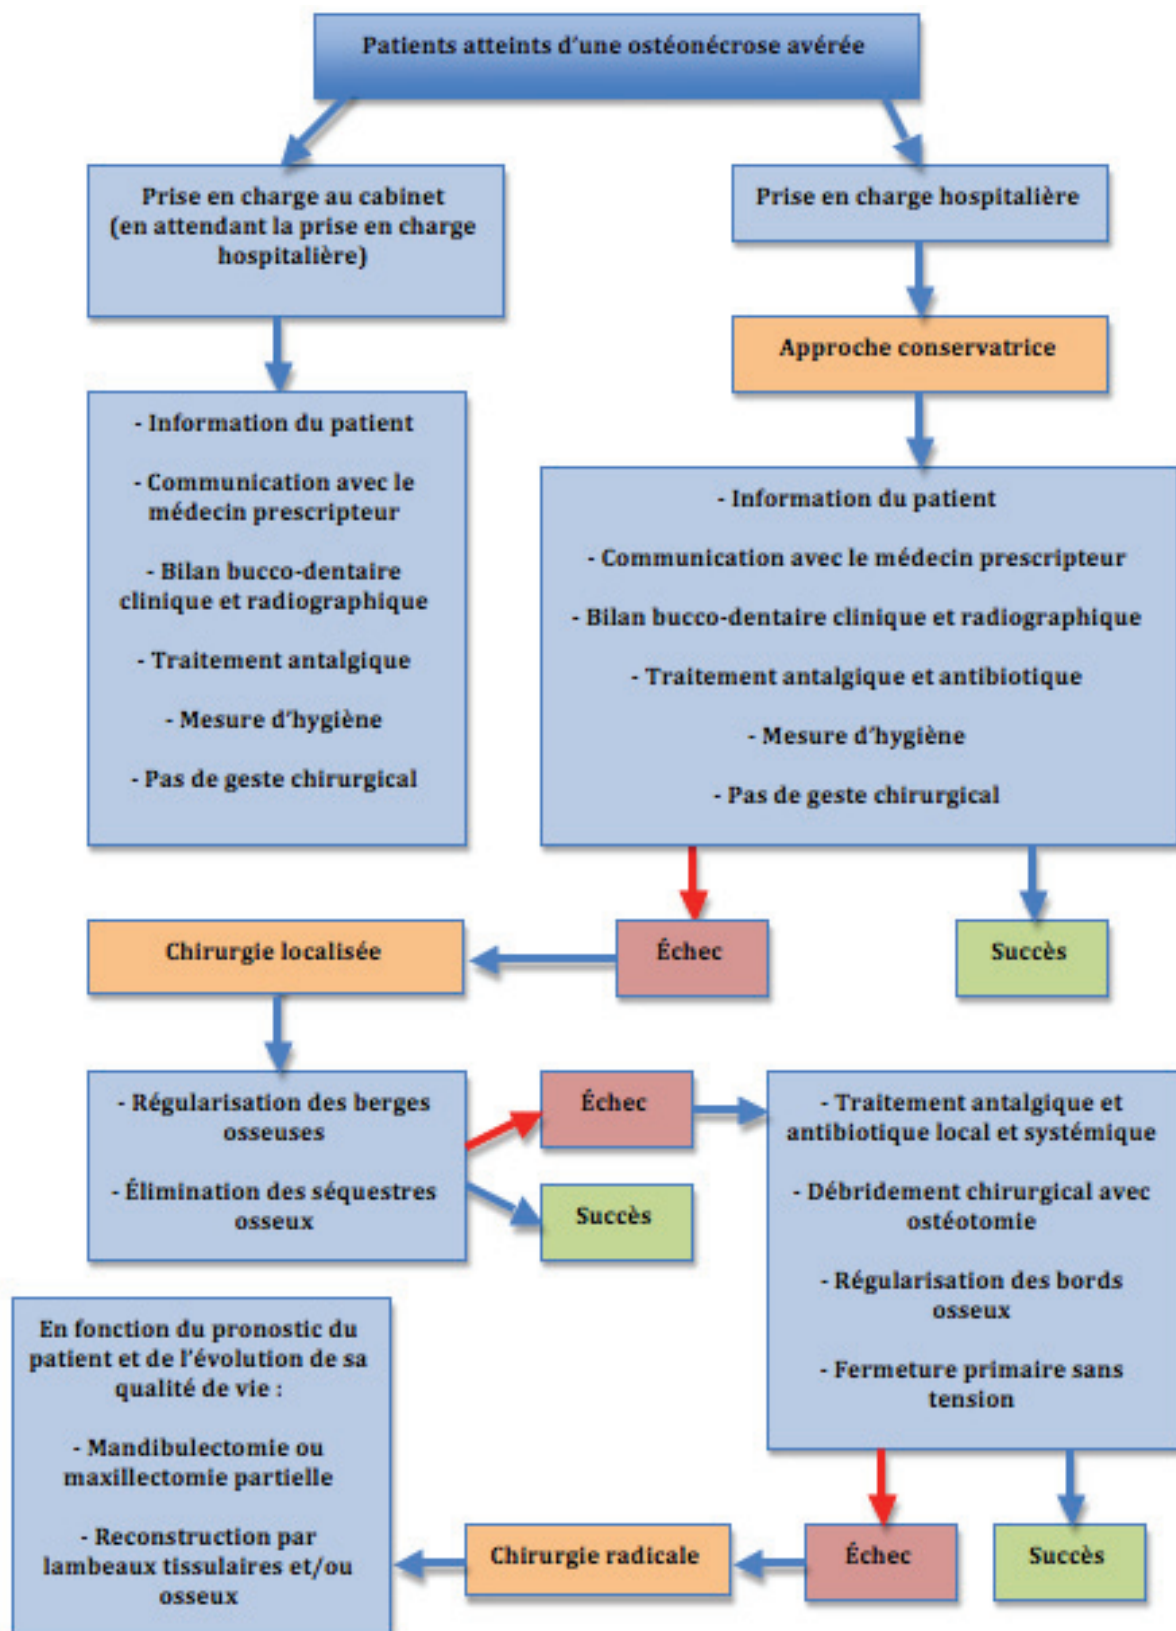 Patients atteints d'une ostéonécrose avérée
Prise en charge au cabinet
(en attendant la prise en charge
hospitalière)
Prise en charge hospitalière
Approche conservatrice
- Information du patient
- Communication avec le
médecin prescripteur
- Bilan bucco-dentaire
clinique et radiographique
- Traitement antalgique
- Mesure d'hygiène
- Pas de geste chirurgical
- Information du patient
- Communication avec le médecin prescripteur
- Bilan bucco-dentaire clinique et radiographique
- Traitement antalgique et antibiotique
- Mesure d'hygiène
- Pas de geste chirurgical
Chirurgie localisée
Échec
Succès
- Régularisation des berges
osseuses
- Élimination des séquestres
osseux
Échec
Succès
- Traitement antalgique et
antibiotique local et systémique
- Débridement chirurgical avec
ostéotomie
- Régularisation des bords
osseux
- Fermeture primaire sans
tension
En fonction du pronostic du
patient et de l'évolution de sa
qualité de vie :
- Mandibulectomie ou
maxillectomie partielle
- Reconstruction par
lambeaux tissulaires et/ou
osseux
Chirurgie radicale
Échec
Succès